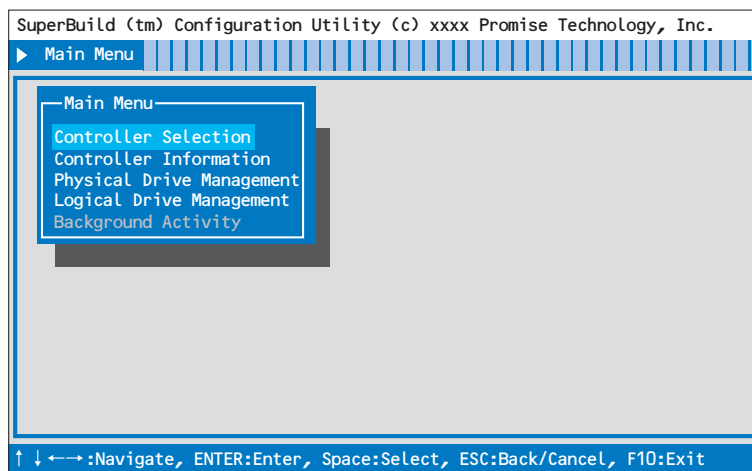 SuperBuild (tm) Configuration Utility (c) xxxx Promise Technology, Inc.
▶ Main Menu
Main Menu
Controller Selection
Controller Information
Physical Drive Management
Logical Drive Management
Background Activity
↑↓←→:Navigate, ENTER:Enter, Space:Select, ESC:Back/Cancel, F10:Exit